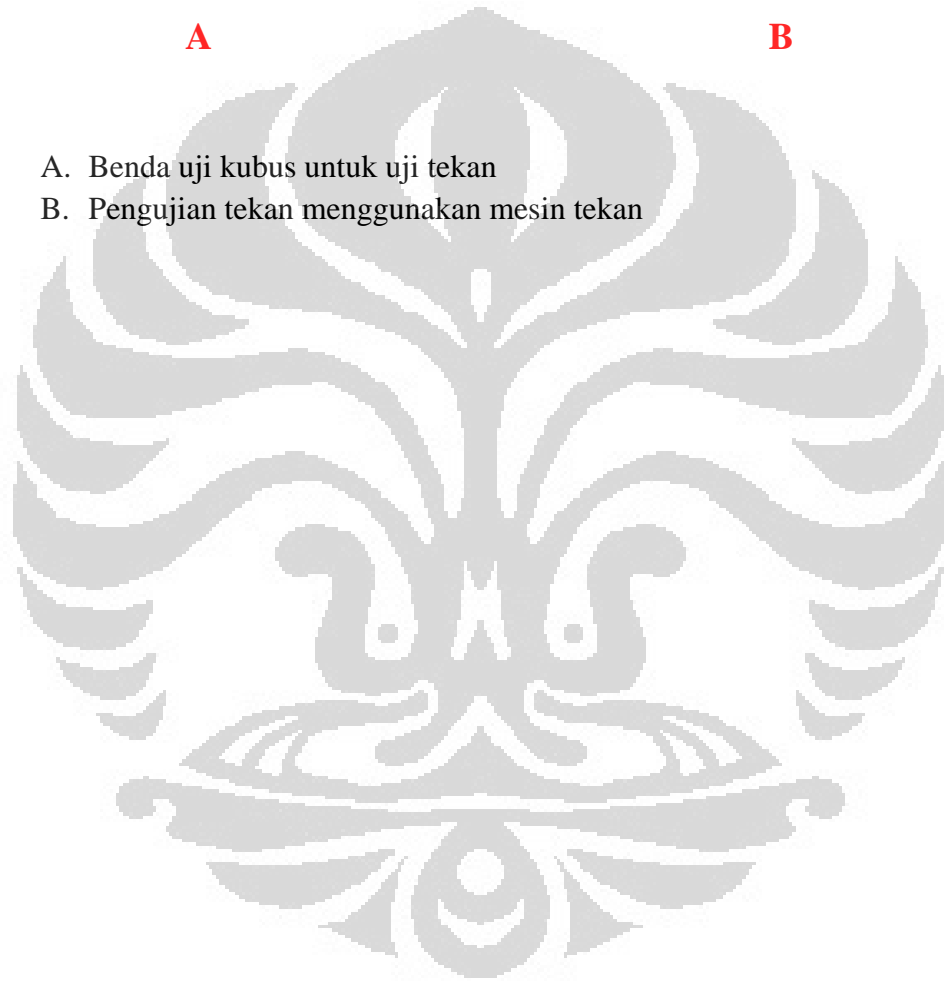 A B
A. Benda uji kubus untuk uji tekan
B. Pengujian tekan menggunakan mesin tekan